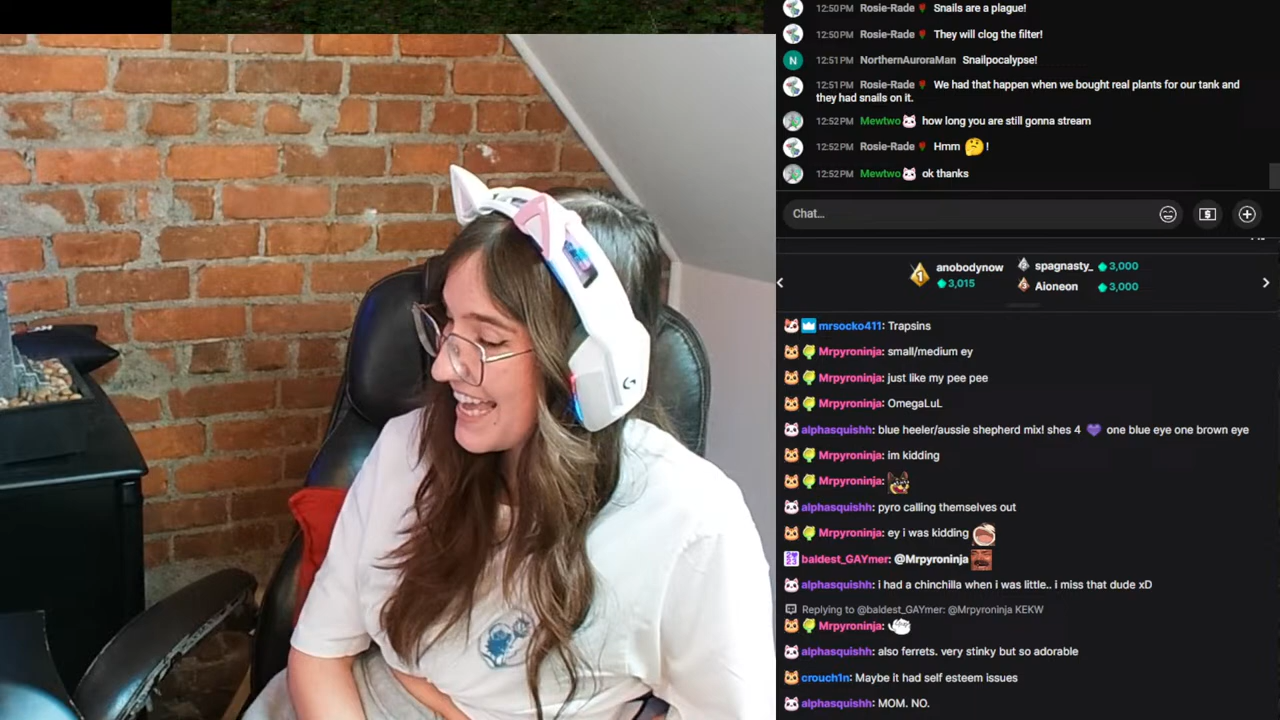 12:50PM Rosie-Rade Snails are a plague!
12:50PM Rosie-Rade They will clog the filter!
N 12:51PM NorthernAuroraMan Snailpocalypse!
12:51PM Rosie-Rade We had that happen when we bought real plants for our tank and
they had snails on it.
12:52PM Mewtwo how long you are still gonna stream
12:52PM Rosie-Rade Hmm 🤔 !
12:52PM Mewtwo ok thanks
Chat...
anobodynow
3,015
spagnasty_ 3,000
Aioneon 3,000
mrsocko411: Trapsins
Mrpyroninja: small/medium ey
Mrpyroninja: just like my pee pee
Mrpyroninja: OmegaLuL
alphasquishh: blue heeler/aussie shepherd mix! shes 4 💜 one blue eye one brown eye
Mrpyroninja: im kidding
Mrpyroninja:
alphasquishh: pyro calling themselves out
Mrpyroninja: ey i was kidding
baldest_GAYmer: @Mrpyroninja
alphasquishh: i had a chinchilla when i was little.. i miss that dude xD
Replying to @baldest_GAYmer: @Mrpyroninja KEKW
Mrpyroninja:
alphasquishh: also ferrets. very stinky but so adorable
crouch1n: Maybe it had self esteem issues
alphasquishh: MOM. NO.